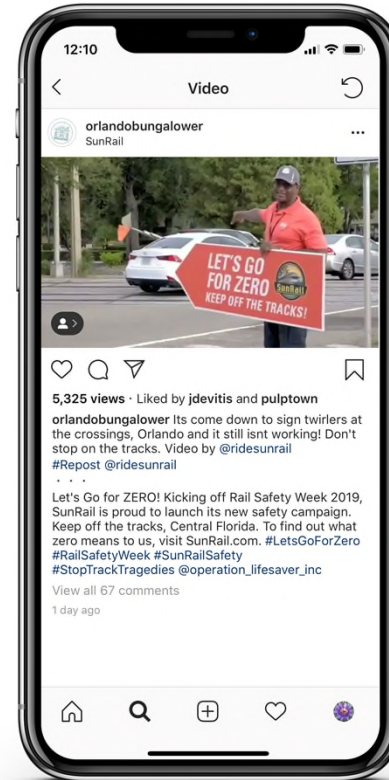 12:10
Video
orlandobungalower
SunRail
LET'S GO
FOR ZERO
SunRail
KEEP OFF THE TRACKS!
5,325 views · Liked by jdevitis and pulptown
orlandobungalower Its come down to sign twirlers at
the crossings, Orlando and it still isnt working! Don't
stop on the tracks. Video by @ridesunrail
#Repost @ridesunrail
· · ·
Let's Go for ZERO! Kicking off Rail Safety Week 2019,
SunRail is proud to launch its new safety campaign.
Keep off the tracks, Central Florida. To find out what
zero means to us, visit SunRail.com. #LetsGoForZero
#RailSafetyWeek #SunRailSafety
#StopTrackTragedies @operation_lifesaver_inc
View all 67 comments
1 day ago